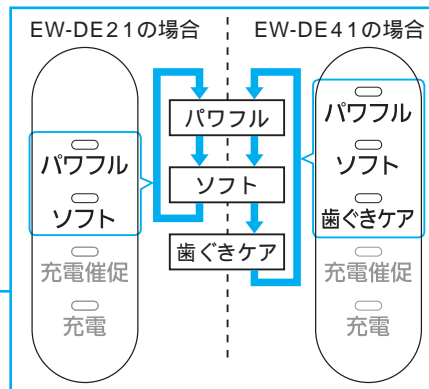 EW-DE21の場合
パワフル
ソフト
充電催促
充電
パワフル
ソフト
歯ぐきケア
EW-DE41の場合
パワフル
ソフト
歯ぐきケア
充電催促
充電